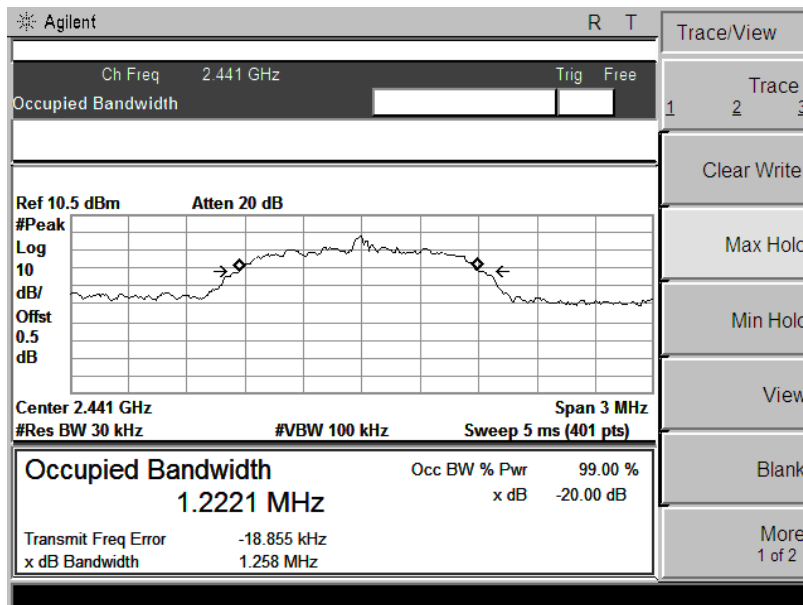 Agilent R T
Trace/View
Ch Freq 2.441 GHz Trig Free
Occupied Bandwidth
Trace
1 2 3
Clear Write
Max Hold
Min Hold
View
Blank
More
1 of 2
Ref 10.5 dBm Atten 20 dB
#Peak
Log
10
dB/
Offst
0.5
dB
Center 2.441 GHz Span 3 MHz
#Res BW 30 kHz #VBW 100 kHz Sweep 5 ms (401 pts)
Occupied Bandwidth Occ BW % Pwr 99.00 %
1.2221 MHz x dB -20.00 dB
Transmit Freq Error -18.855 kHz
x dB Bandwidth 1.258 MHz